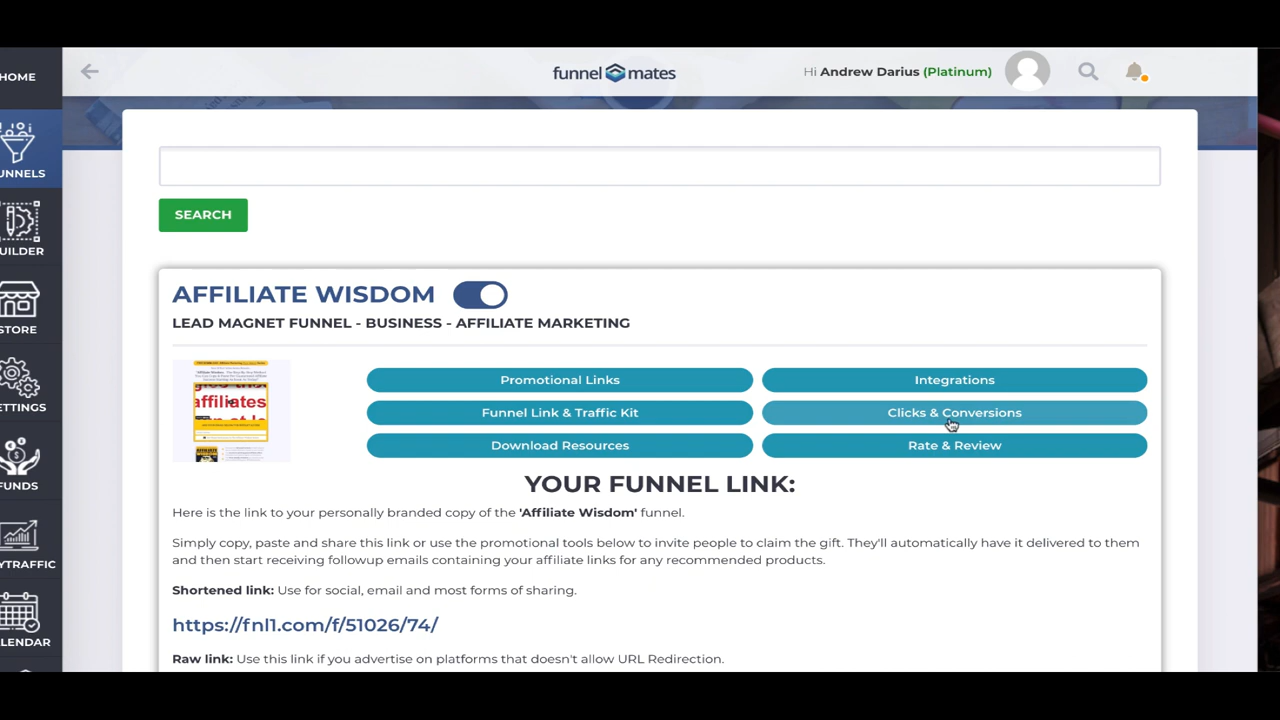 HOME
funnel mates
Hi Andrew Darius (Platinum)
UNNELS
SEARCH
UILDER
AFFILIATE WISDOM
STORE
LEAD MAGNET FUNNEL - BUSINESS - AFFILIATE MARKETING
Promotional Links
Integrations
affiliates
ETTINGS
Funnel Link & Traffic Kit
Clicks & Conversions
Download Resources
Rate & Review
FUNDS
YOUR FUNNEL LINK:
Here is the link to your personally branded copy of the 'Affiliate Wisdom' funnel.
Simply copy, paste and share this link or use the promotional tools below to invite people to claim the gift. They'll automatically have it delivered to them
and then start receiving followup emails containing your affiliate links for any recommended products.
YTRAFFIC
Shortened link: Use for social, email and most forms of sharing.
https://fnl1.com/f/51026/74/
LENDAR
Raw link: Use this link if you advertise on platforms that doesn't allow URL Redirection.